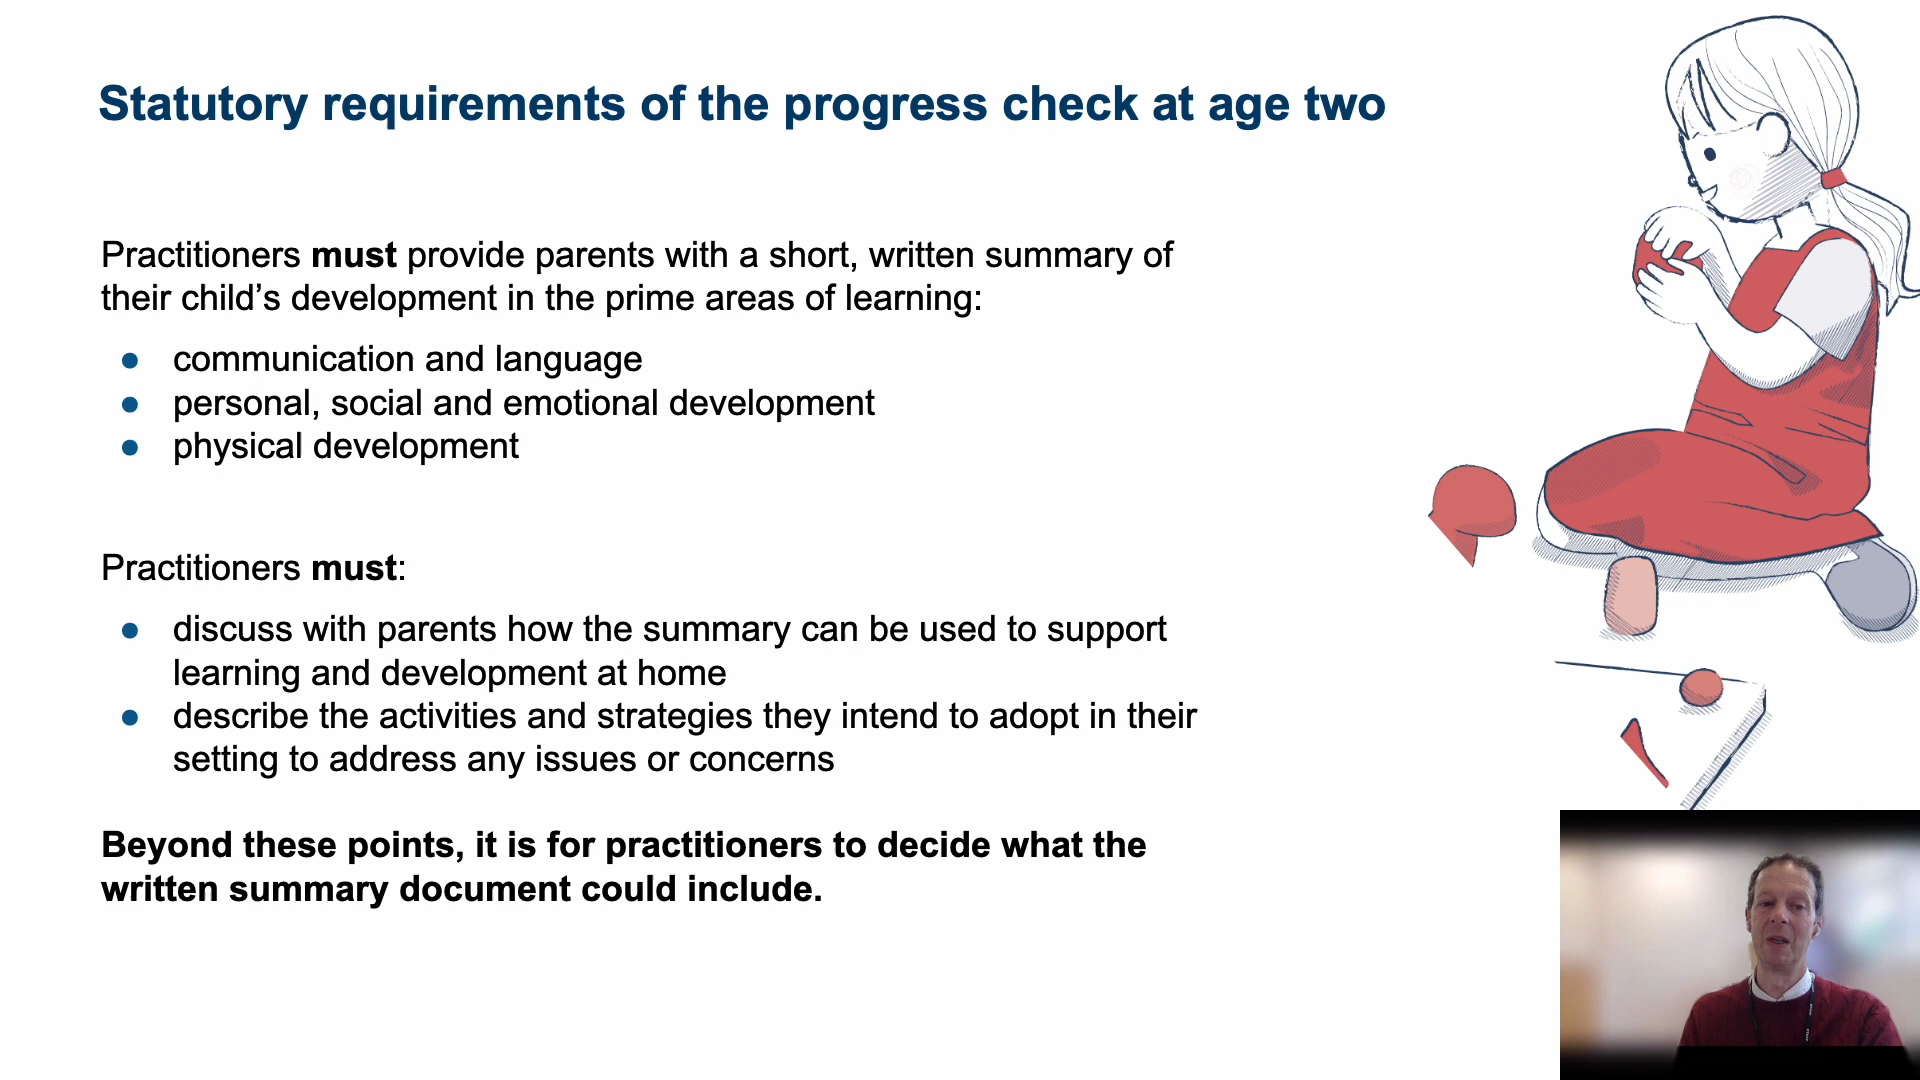 Statutory requirements of the progress check at age two
Practitioners must provide parents with a short, written summary of
their child’s development in the prime areas of learning:
● communication and language
● personal, social and emotional development
● physical development
Practitioners must:
● discuss with parents how the summary can be used to support
learning and development at home
● describe the activities and strategies they intend to adopt in their
setting to address any issues or concerns
Beyond these points, it is for practitioners to decide what the
written summary document could include.